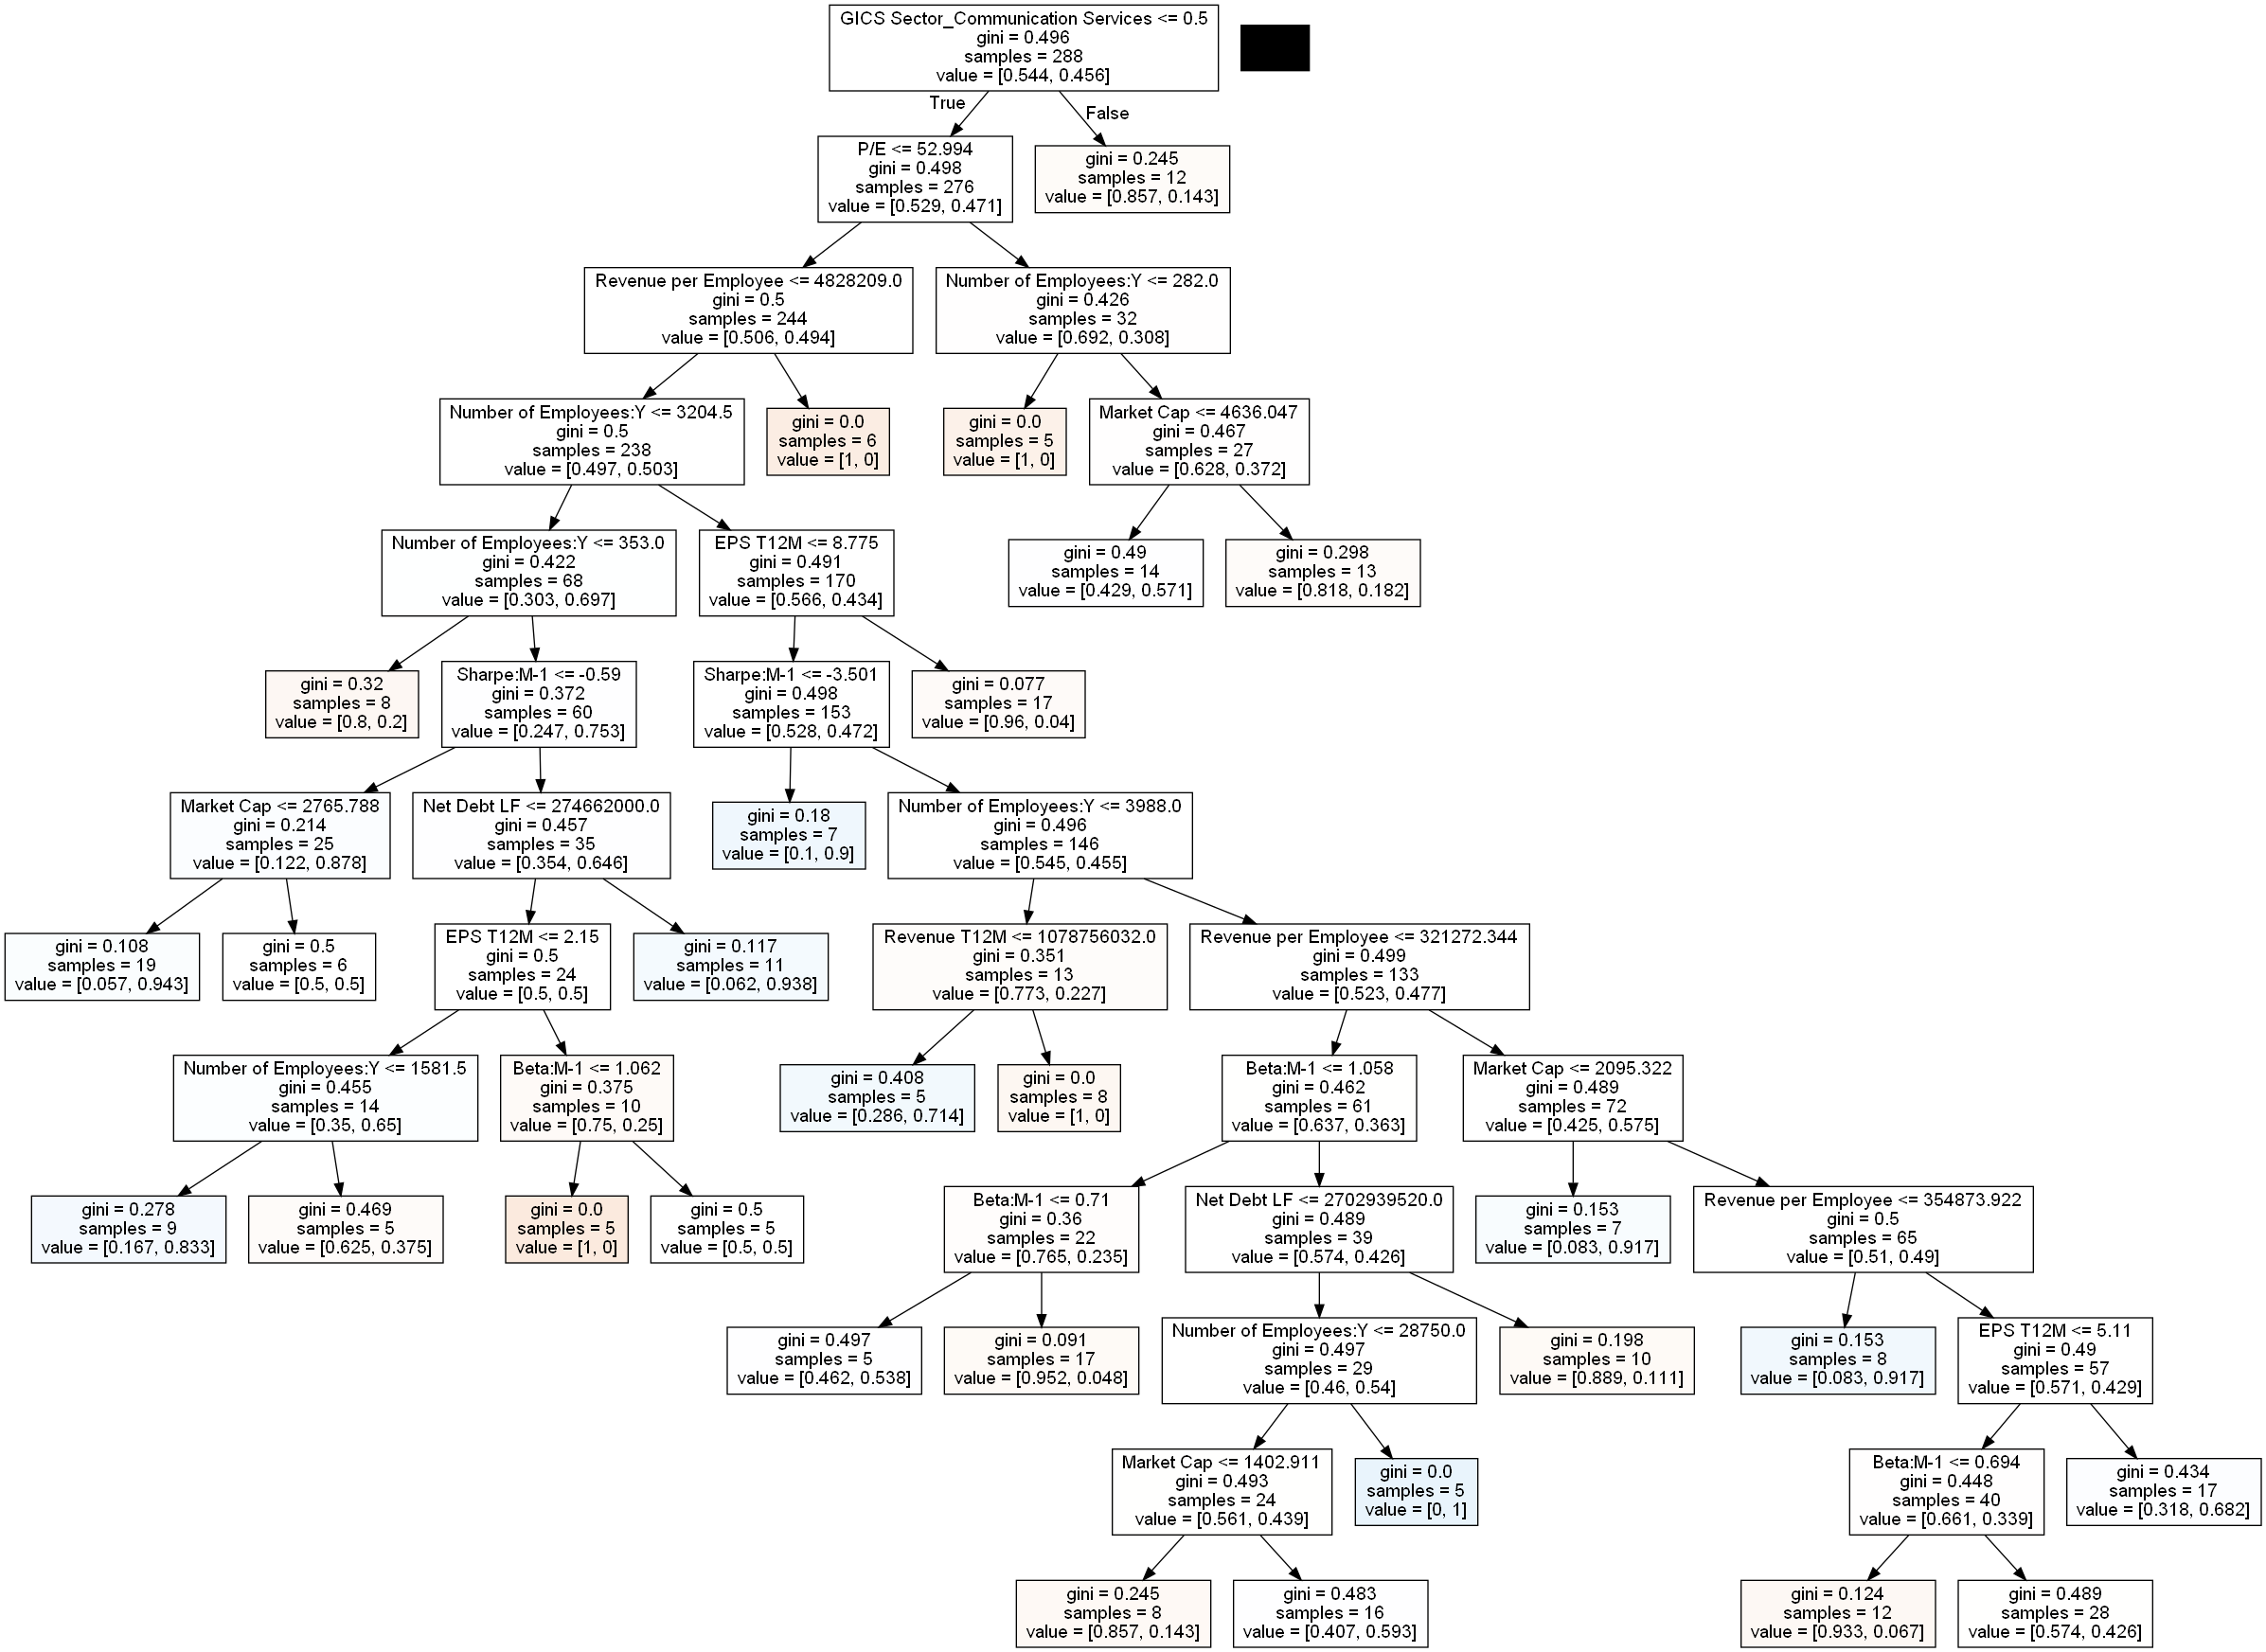 GICS Sector_Communication Services <= 0.5
gini = 0.496
samples = 288
value = [0.544, 0.456]
True
False
P/E <= 52.994
gini = 0.498
samples = 276
value = [0.529, 0.471]
gini = 0.245
samples = 12
value = [0.857, 0.143]
Revenue per Employee <= 4828209.0
gini = 0.5
samples = 244
value = [0.506, 0.494]
Number of Employees:Y <= 282.0
gini = 0.426
samples = 32
value = [0.692, 0.308]
Number of Employees:Y <= 3204.5
gini = 0.5
samples = 238
value = [0.497, 0.503]
gini = 0.0
samples = 6
value = [1, 0]
gini = 0.0
samples = 5
value = [1, 0]
Market Cap <= 4636.047
gini = 0.467
samples = 27
value = [0.628, 0.372]
Number of Employees:Y <= 353.0
gini = 0.422
samples = 68
value = [0.303, 0.697]
EPS T12M <= 8.775
gini = 0.491
samples = 170
value = [0.566, 0.434]
gini = 0.49
samples = 14
value = [0.429, 0.571]
gini = 0.298
samples = 13
value = [0.818, 0.182]
gini = 0.32
samples = 8
value = [0.8, 0.2]
Sharpe:M-1 <= -0.59
gini = 0.372
samples = 60
value = [0.247, 0.753]
Sharpe:M-1 <= -3.501
gini = 0.498
samples = 153
value = [0.528, 0.472]
gini = 0.077
samples = 17
value = [0.96, 0.04]
Market Cap <= 2765.788
gini = 0.214
samples = 25
value = [0.122, 0.878]
Net Debt LF <= 274662000.0
gini = 0.457
samples = 35
value = [0.354, 0.646]
gini = 0.18
samples = 7
value = [0.1, 0.9]
Number of Employees:Y <= 3988.0
gini = 0.496
samples = 146
value = [0.545, 0.455]
gini = 0.108
samples = 19
value = [0.057, 0.943]
gini = 0.5
samples = 6
value = [0.5, 0.5]
EPS T12M <= 2.15
gini = 0.5
samples = 24
value = [0.5, 0.5]
gini = 0.117
samples = 11
value = [0.062, 0.938]
Revenue T12M <= 1078756032.0
gini = 0.351
samples = 13
value = [0.773, 0.227]
Revenue per Employee <= 321272.344
gini = 0.499
samples = 133
value = [0.523, 0.477]
Number of Employees:Y <= 1581.5
gini = 0.455
samples = 14
value = [0.35, 0.65]
Beta:M-1 <= 1.062
gini = 0.375
samples = 10
value = [0.75, 0.25]
gini = 0.408
samples = 5
value = [0.286, 0.714]
gini = 0.0
samples = 8
value = [1, 0]
Beta:M-1 <= 1.058
gini = 0.462
samples = 61
value = [0.637, 0.363]
Market Cap <= 2095.322
gini = 0.489
samples = 72
value = [0.425, 0.575]
gini = 0.278
samples = 9
value = [0.167, 0.833]
gini = 0.469
samples = 5
value = [0.625, 0.375]
gini = 0.0
samples = 5
value = [1, 0]
gini = 0.5
samples = 5
value = [0.5, 0.5]
Beta:M-1 <= 0.71
gini = 0.36
samples = 22
value = [0.765, 0.235]
Net Debt LF <= 2702939520.0
gini = 0.489
samples = 39
value = [0.574, 0.426]
gini = 0.153
samples = 7
value = [0.083, 0.917]
Revenue per Employee <= 354873.922
gini = 0.5
samples = 65
value = [0.51, 0.49]
gini = 0.497
samples = 5
value = [0.462, 0.538]
gini = 0.091
samples = 17
value = [0.952, 0.048]
Number of Employees:Y <= 28750.0
gini = 0.497
samples = 29
value = [0.46, 0.54]
gini = 0.198
samples = 10
value = [0.889, 0.111]
gini = 0.153
samples = 8
value = [0.083, 0.917]
EPS T12M <= 5.11
gini = 0.49
samples = 57
value = [0.571, 0.429]
Market Cap <= 1402.911
gini = 0.493
samples = 24
value = [0.561, 0.439]
gini = 0.0
samples = 5
value = [0, 1]
Beta:M-1 <= 0.694
gini = 0.448
samples = 40
value = [0.661, 0.339]
gini = 0.434
samples = 17
value = [0.318, 0.682]
gini = 0.245
samples = 8
value = [0.857, 0.143]
gini = 0.483
samples = 16
value = [0.407, 0.593]
gini = 0.124
samples = 12
value = [0.933, 0.067]
gini = 0.489
samples = 28
value = [0.574, 0.426]